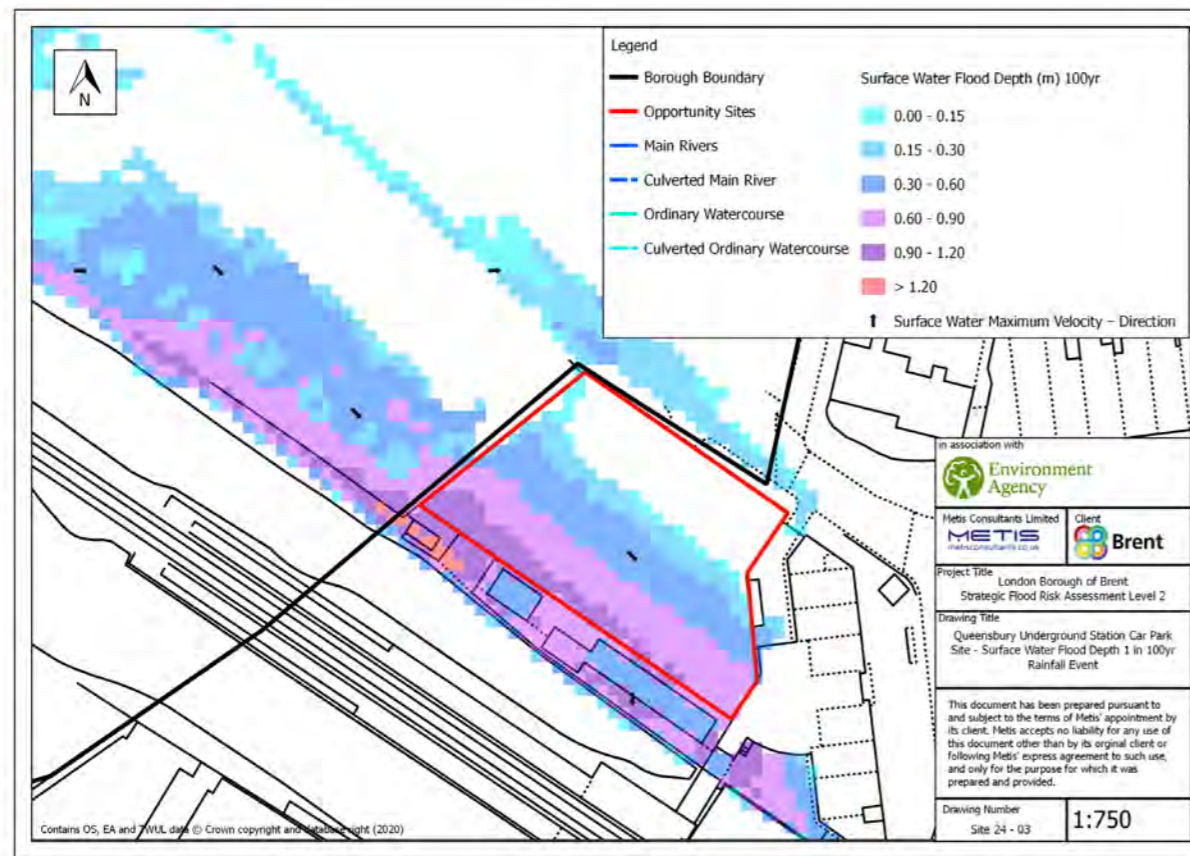 N
Legend
Borough Boundary
Opportunity Sites
Main Rivers
Culverted Main River
Ordinary Watercourse
Culverted Ordinary Watercourse
Surface Water Flood Depth (m) 100yr
0.00 - 0.15
0.15 - 0.30
0.30 - 0.60
0.60 - 0.90
0.90 - 1.20
> 1.20
Surface Water Maximum Velocity – Direction
in association with
Environment
Agency
Metis Consultants Limited
METIS
metisconsultants.co.uk
Client
Brent
Project Title
London Borough of Brent
Strategic Flood Risk Assessment Level 2
Drawing Title
Queensbury Underground Station Car Park
Site - Surface Water Flood Depth 1 in 100yr
Rainfall Event
This document has been prepared pursuant to
and subject to the terms of Metis' appointment by
its client. Metis accepts no liability for any use of
this document other than by its orginal client or
following Metis' express agreement to such use,
and only for the purpose for which it was
prepared and provided.
Drawing Number
Site 24 - 03
1:750
Contains OS, EA and TWUL data © Crown copyright and database right (2020)